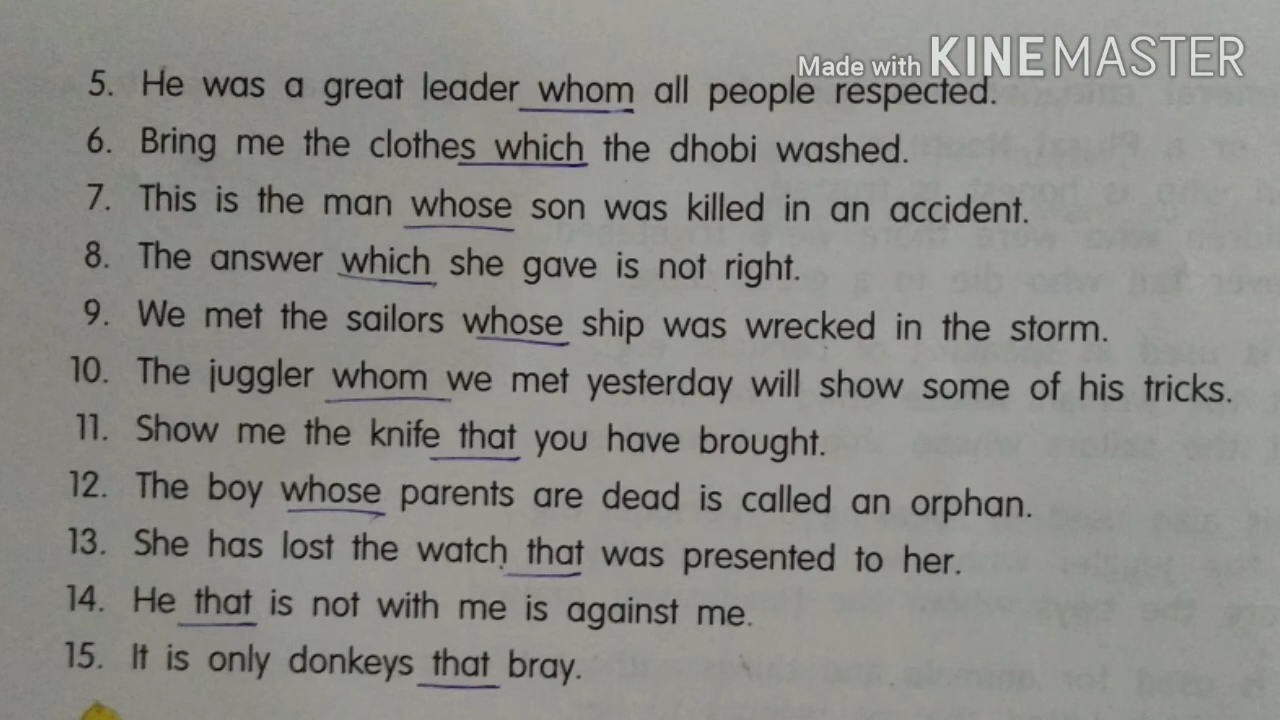 Made with KINEMASTER
5. He was a great leader whom all people respected.
6. Bring me the clothes which the dhobi washed.
7. This is the man whose son was killed in an accident.
8. The answer which she gave is not right.
9. We met the sailors whose ship was wrecked in the storm.
10. The juggler whom we met yesterday will show some of his tricks.
11. Show me the knife that you have brought.
12. The boy whose parents are dead is called an orphan.
13. She has lost the watch that was presented to her.
14. He that is not with me is against me.
15. It is only donkeys that bray.